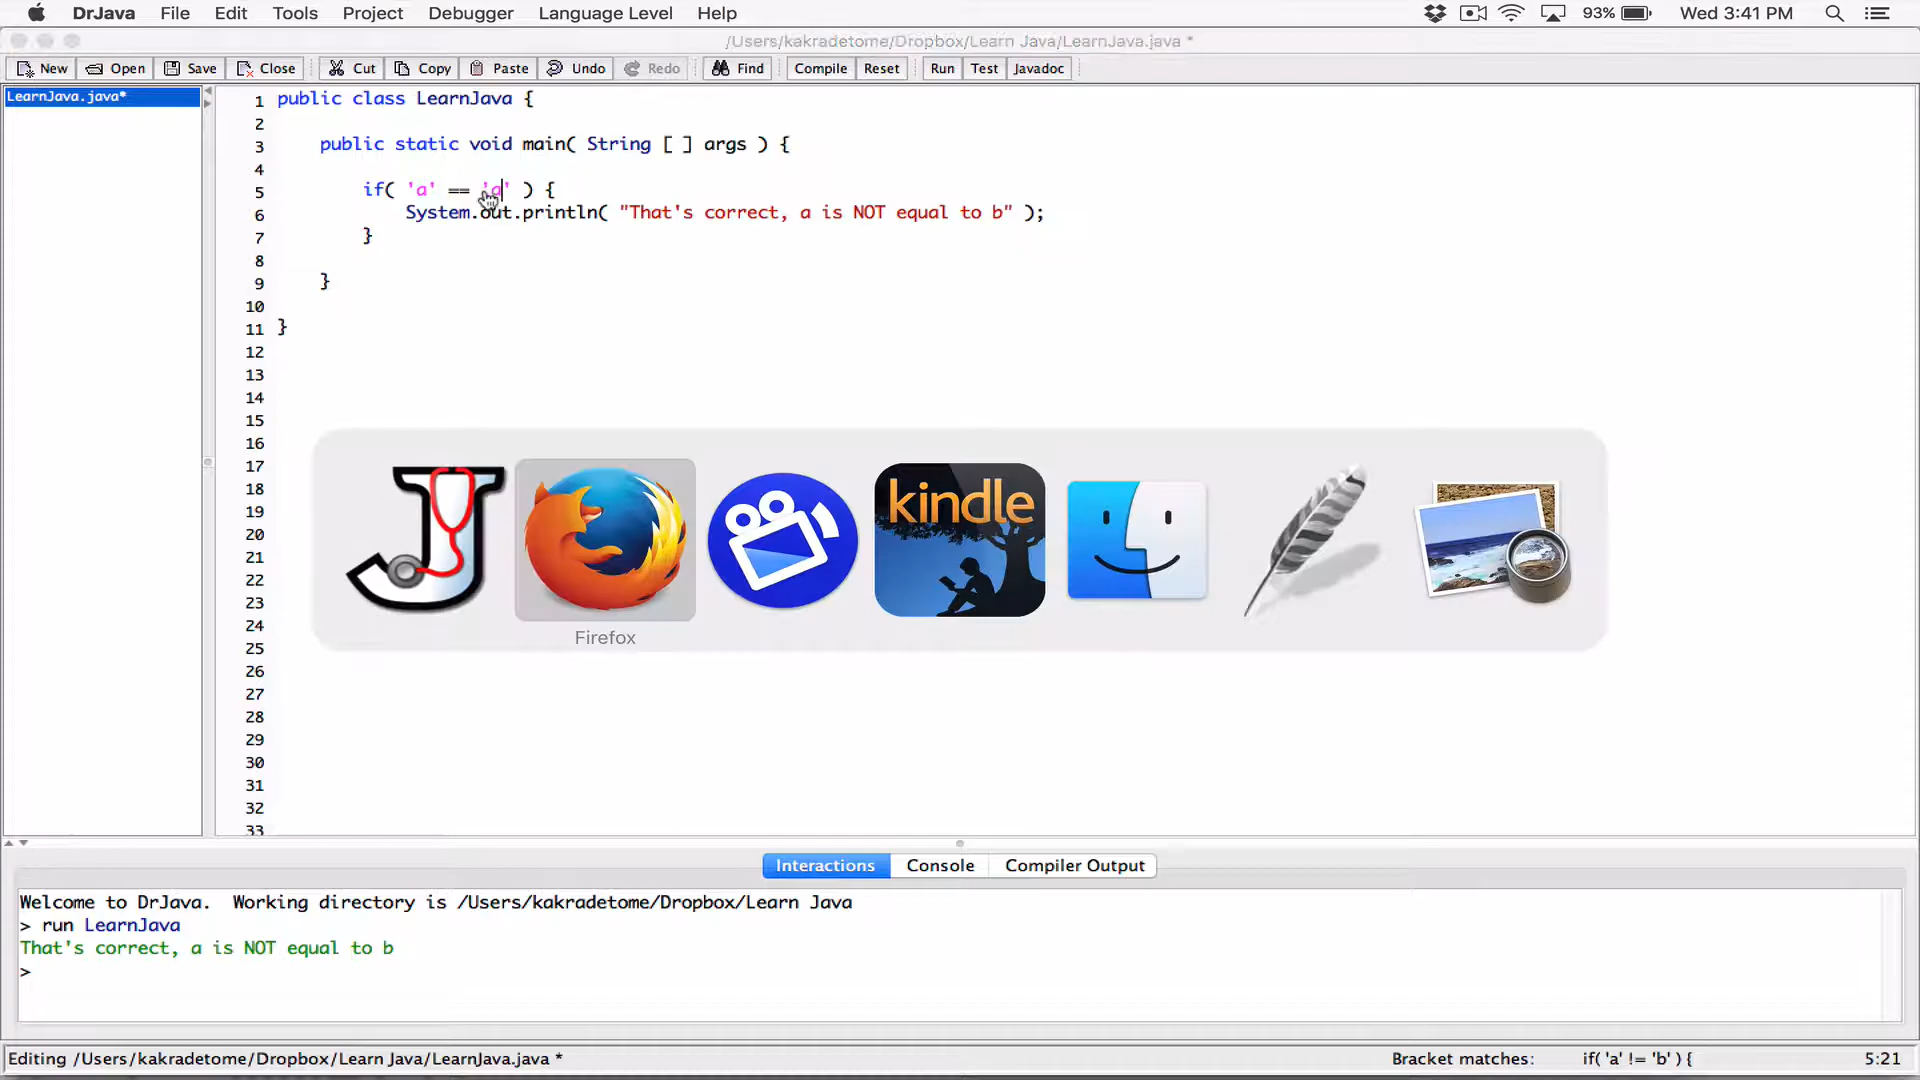 DrJava File Edit Tools Project Debugger Language Level Help 93% Wed 3:41 PM
/Users/kakradetome/Dropbox/Learn Java/LearnJava.java *
New Open Save Close Cut Copy Paste Undo Redo Find Compile Reset Run Test Javadoc
LearnJava.java*
1 public class LearnJava {
2
3 public static void main( String [ ] args ) {
4
5 if( 'a' == 'a' ) {
6 System.out.println( "That's correct, a is NOT equal to b" );
7 }
8
9 }
10
11 }
12
13
14
15
16
17
18
19
20
21
22
23
24
25
26
27
28
29
30
31
32
33
kindle
Firefox
Interactions Console Compiler Output
Welcome to DrJava. Working directory is /Users/kakradetome/Dropbox/Learn Java
> run LearnJava
That's correct, a is NOT equal to b
>
Editing /Users/kakradetome/Dropbox/Learn Java/LearnJava.java * Bracket matches: if( 'a' != 'b' ) { 5:21